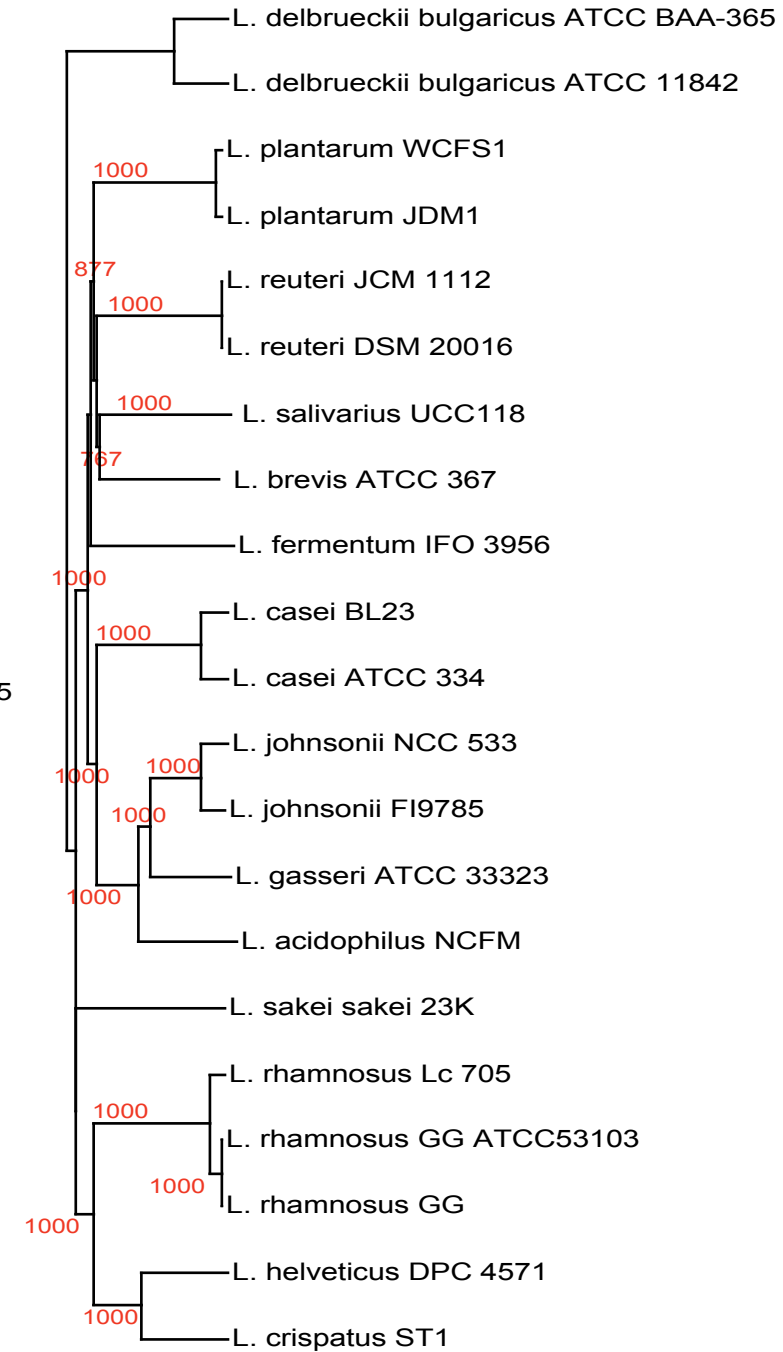 L. delbrueckii bulgaricus ATCC BAA-365
L. delbrueckii bulgaricus ATCC 11842
L. plantarum WCFS1
1000
L. plantarum JDM1
877
L. reuteri JCM 1112
1000
L. reuteri DSM 20016
1000
L. salivarius UCC118
767
L. brevis ATCC 367
L. fermentum IFO 3956
1000
L. casei BL23
1000
L. casei ATCC 334
5
L. johnsonii NCC 533
1000
1000
L. johnsonii FI9785
1000
L. gasseri ATCC 33323
1000
L. acidophilus NCFM
L. sakei sakei 23K
L. rhamnosus Lc 705
1000
L. rhamnosus GG ATCC53103
1000
L. rhamnosus GG
1000
L. helveticus DPC 4571
1000
L. crispatus ST1